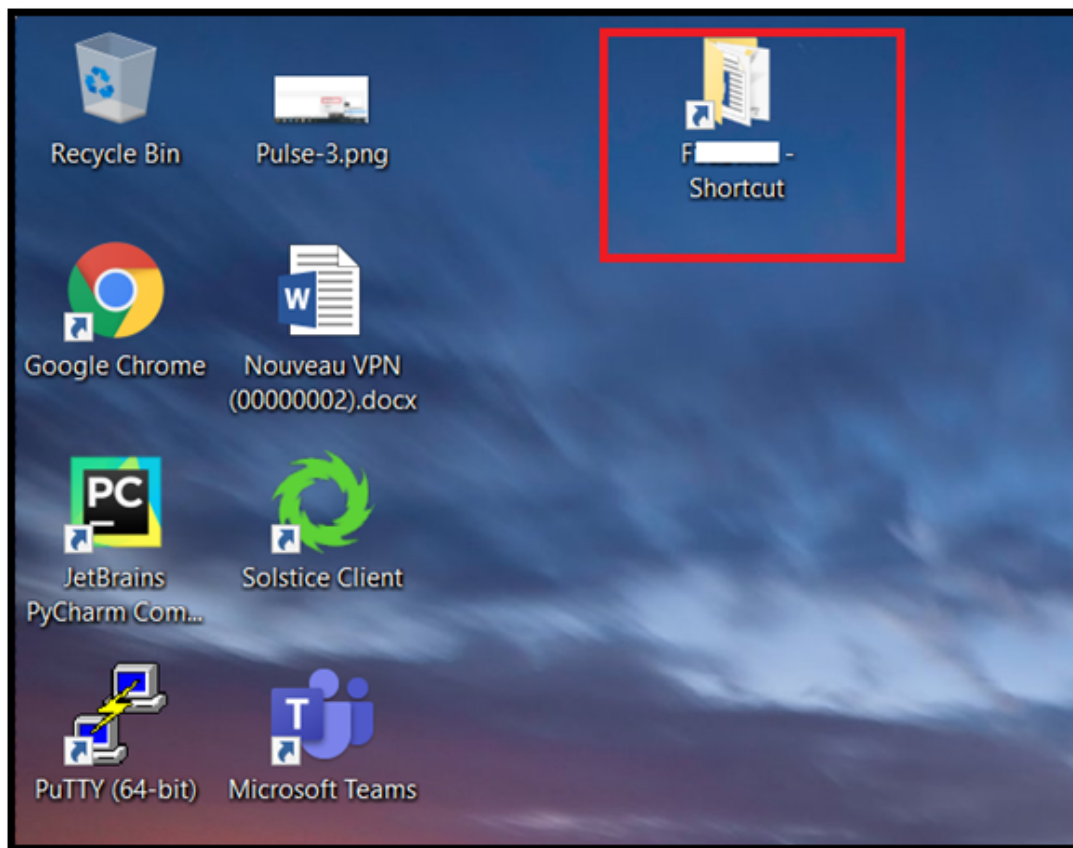 Recycle Bin
Pulse-3.png
-
Shortcut
Google Chrome
Nouveau VPN
(00000002).docx
PC
W
JetBrains
PyCharm Com...
Solstice Client
T
PuTTY (64-bit)
Microsoft Teams